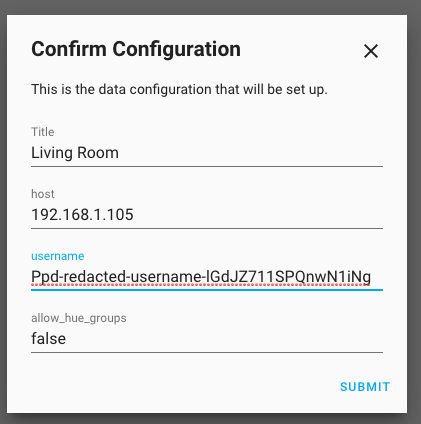 Confirm Configuration
This is the data configuration that will be set up.
Title
Living Room
host
192.168.1.105
username
Ppd-redacted-username-lGdJZ711SPQnwN1iNg
allow_hue_groups
false
SUBMIT